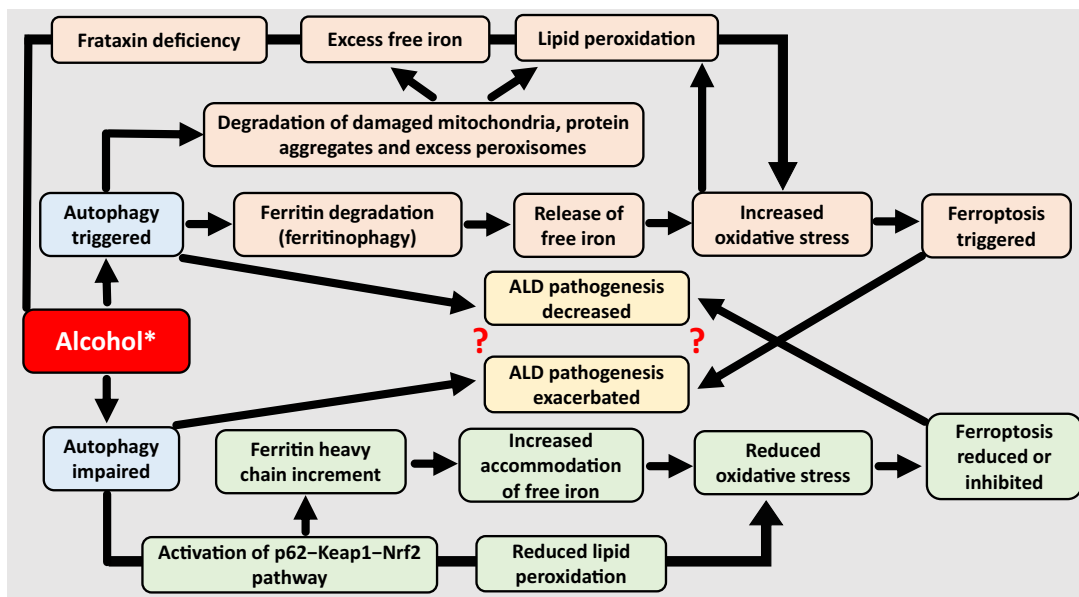 Frataxin deficiency
Excess free iron
Lipid peroxidation
Degradation of damaged mitochondria, protein
aggregates and excess peroxisomes
Autophagy
triggered
Ferritin degradation
(ferritinophagy)
Release of
free iron
Increased
oxidative stress
Ferroptosis
triggered
ALD pathogenesis
decreased
Alcohol*
?
?
ALD pathogenesis
exacerbated
Autophagy
impaired
Ferritin heavy
chain increment
Increased
accommodation
of free iron
Reduced
oxidative stress
Ferroptosis
reduced or
inhibited
Activation of p62–Keap1–Nrf2
pathway
Reduced lipid
peroxidation